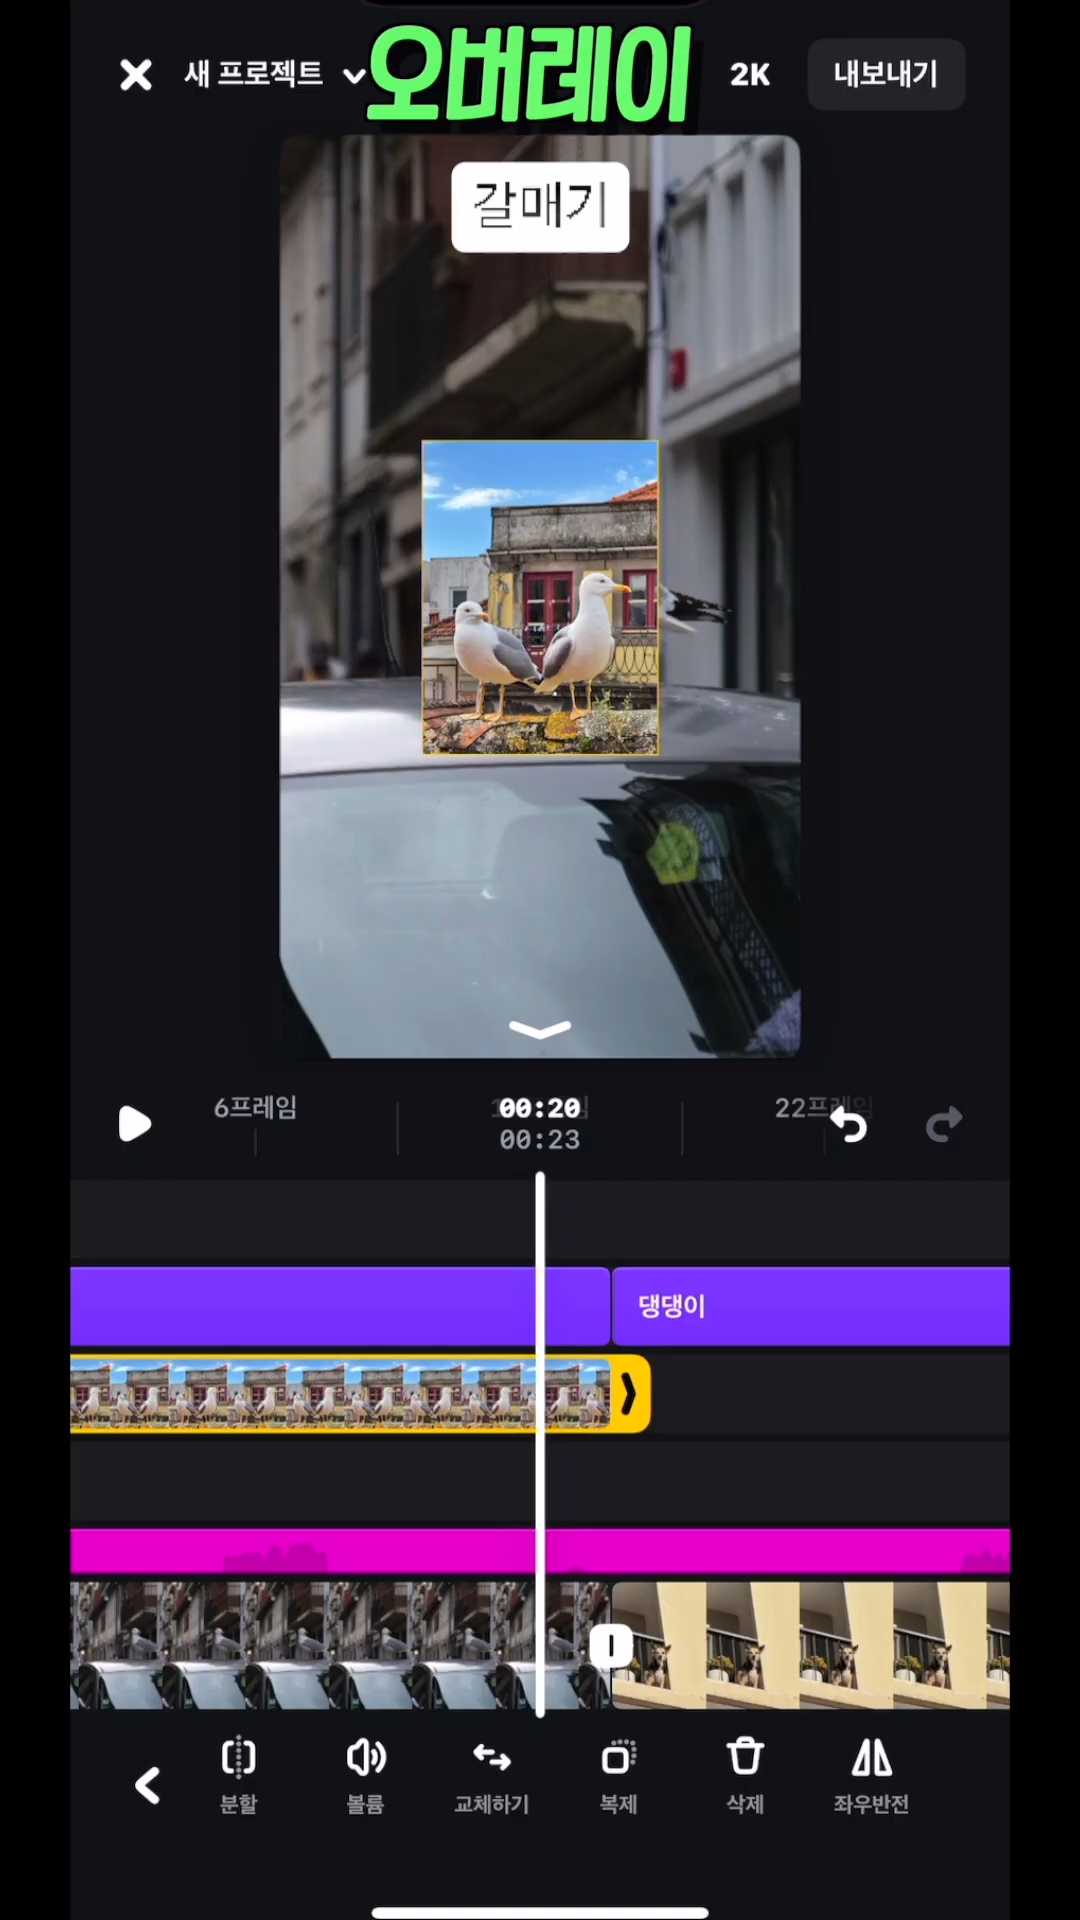 오버레이
새 프로젝트
2K
내보내기
갈매기
6프레임
00:20
22프레임
00:23
댕댕이
분할
볼륨
교체하기
복제
삭제
좌우반전